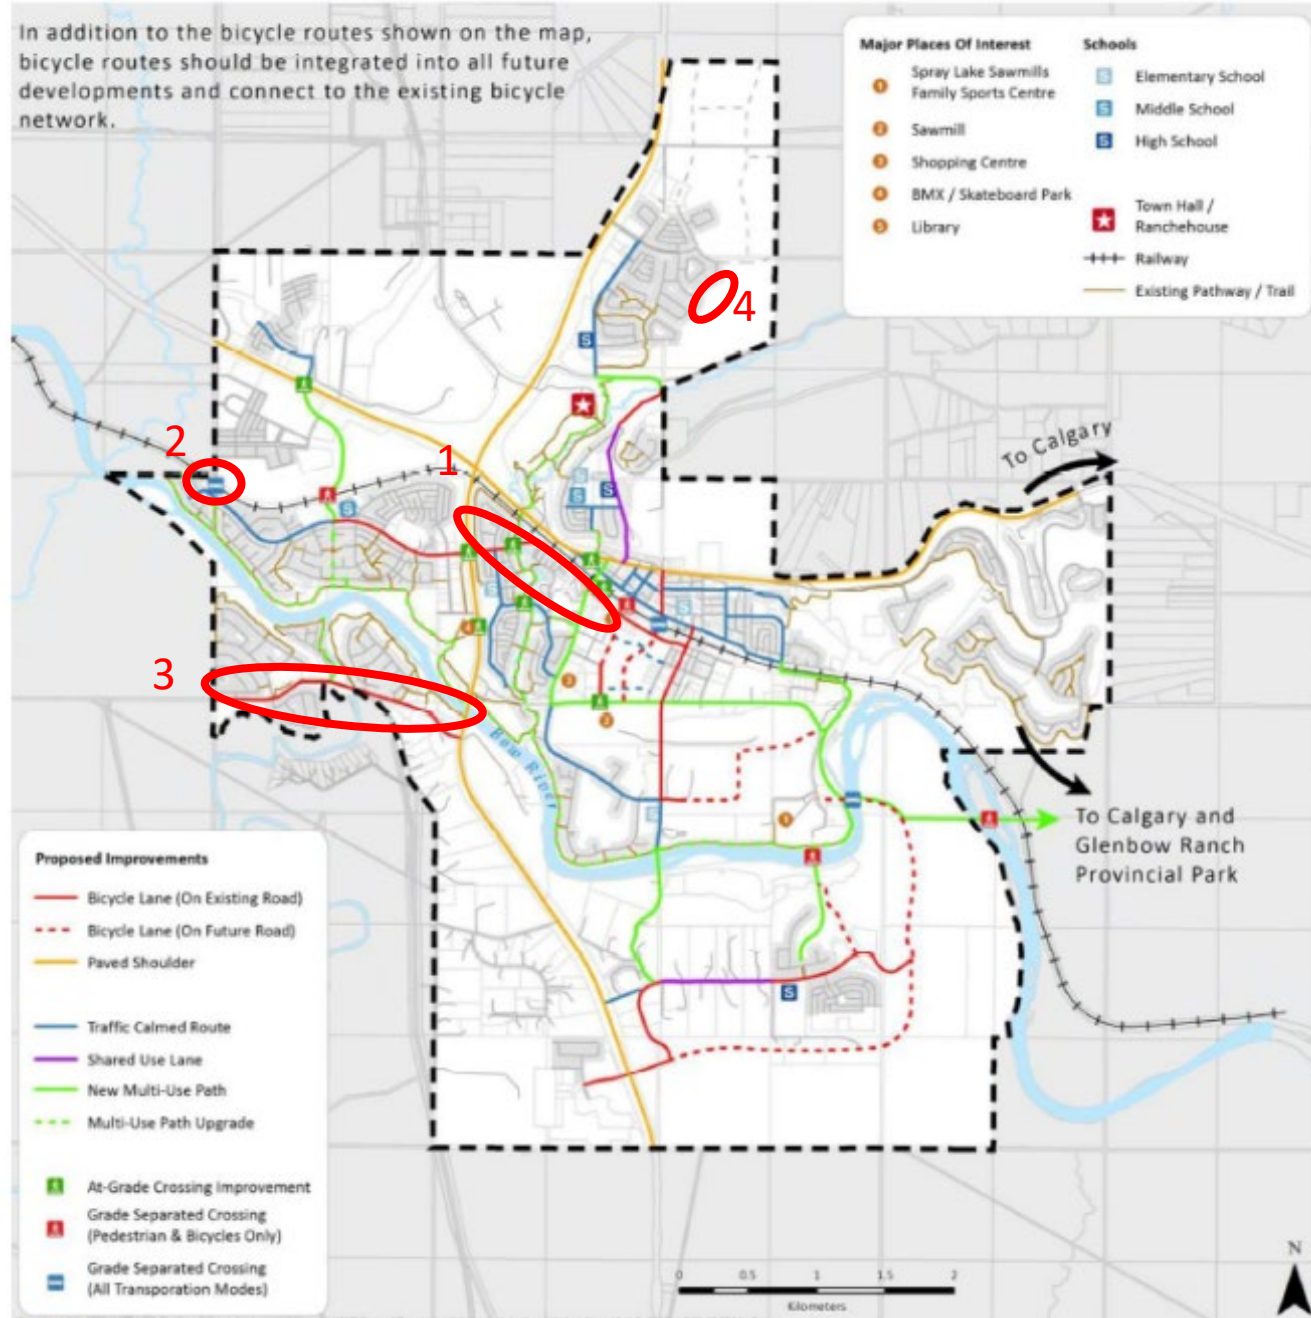 In addition to the bicycle routes shown on the map,
bicycle routes should be integrated into all future
developments and connect to the existing bicycle
network.
Major Places Of Interest
1 Spray Lake Sawmills
Family Sports Centre
2 Sawmill
3 Shopping Centre
4 BMX / Skateboard Park
5 Library
Schools
S Elementary School
S Middle School
S High School
Town Hall /
Ranchehouse
Railway
Existing Pathway / Trail
4
2
1
3
To Calgary
Bow River
To Calgary and
Glenbow Ranch
Provincial Park
Proposed Improvements
Bicycle Lane (On Existing Road)
Bicycle Lane (On Future Road)
Paved Shoulder
Traffic Calmed Route
Shared Use Lane
New Multi-Use Path
Multi-Use Path Upgrade
At-Grade Crossing Improvement
Grade Separated Crossing
(Pedestrian & Bicycles Only)
Grade Separated Crossing
(All Transporation Modes)
0 0.5 1 1.5 2
Kilometers
N